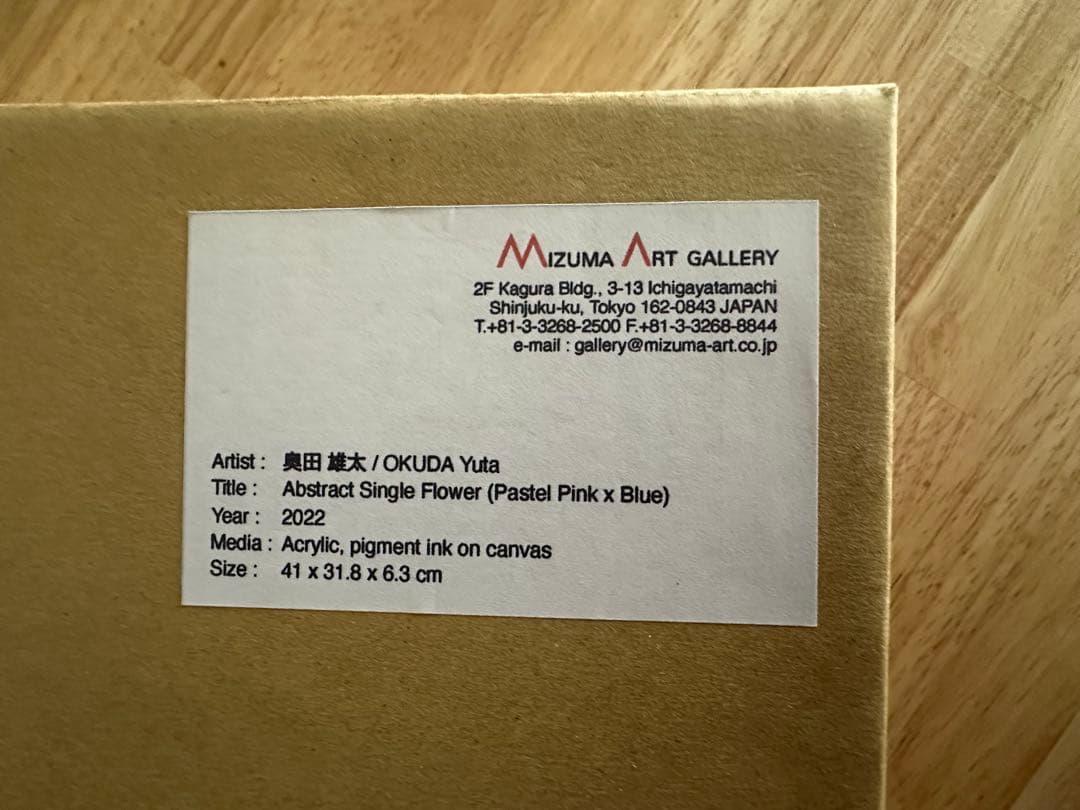 MIZUMA ART GALLERY
2F Kagura Bldg., 3-13 Ichigayatamachi
Shinjuku-ku, Tokyo 162-0843 JAPAN
T.+81-3-3268-2500 F.+81-3-3268-8844
e-mail : gallery@mizuma-art.co.jp
Artist : 奥田 雄太 / OKUDA Yuta
Title : Abstract Single Flower (Pastel Pink x Blue)
Year : 2022
Media : Acrylic, pigment ink on canvas
Size : 41 x 31.8 x 6.3 cm